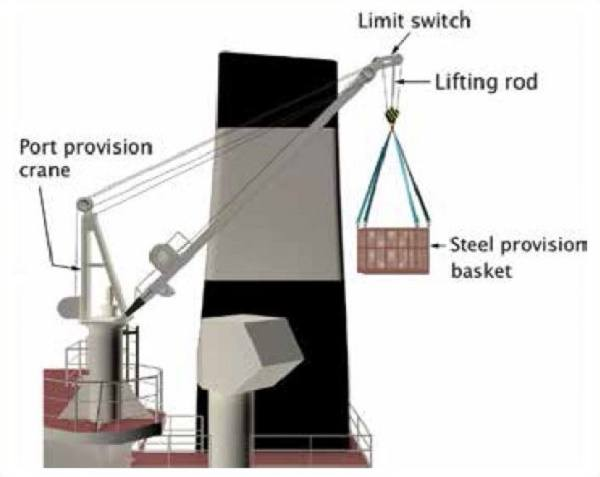 Limit switch
Lifting rod
Port provision
crane
Steel provision
basket